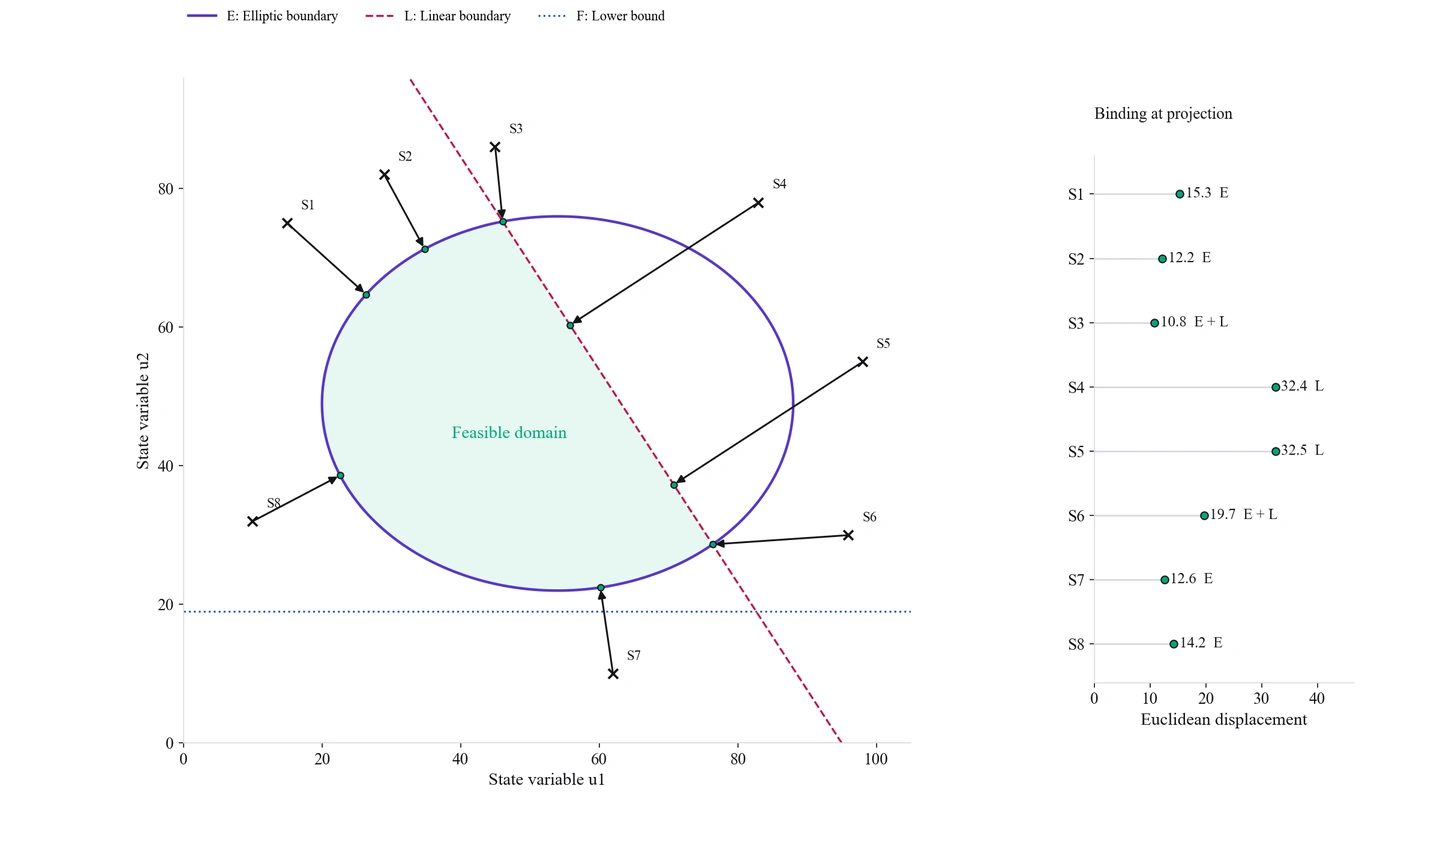 E: Elliptic boundary L: Linear boundary F: Lower bound
S1
S2
S3
S4
S5
S6
S7
S8
Feasible domain
State variable u2
80
60
40
20
0
0 20 40 60 80 100
State variable u1
Binding at projection
S1 15.3 E
S2 12.2 E
S3 10.8 E + L
S4 32.4 L
S5 32.5 L
S6 19.7 E + L
S7 12.6 E
S8 14.2 E
0 10 20 30 40
Euclidean displacement